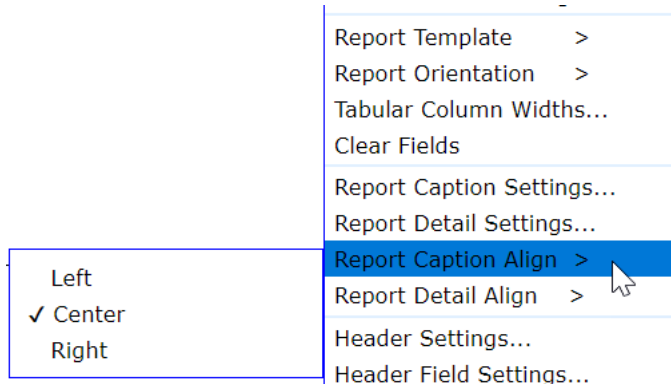 Report Template >
Report Orientation >
Tabular Column Widths...
Clear Fields
Report Caption Settings...
Report Detail Settings...
Report Caption Align >
Report Detail Align >
Header Settings...
Header Field Settings...
Left
✓ Center
Right